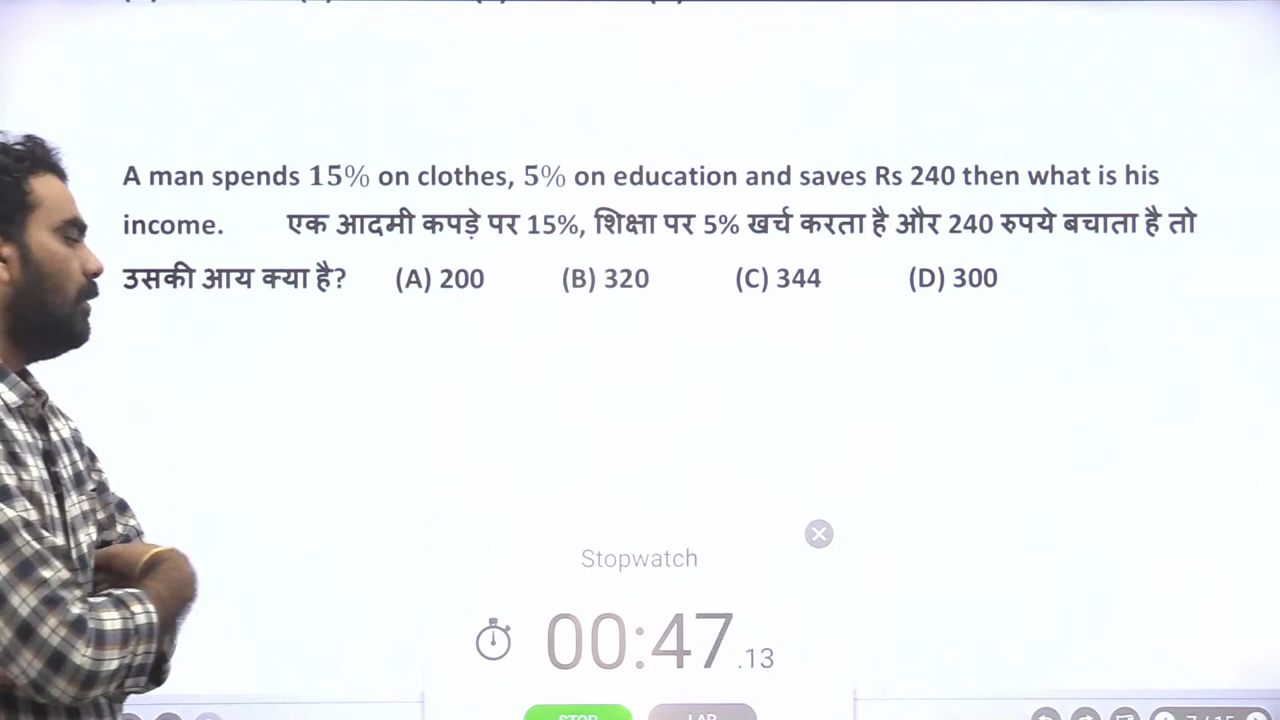 A man spends 15% on clothes, 5% on education and saves Rs 240 then what is his
income. एक आदमी कपड़े पर 15%, शिक्षा पर 5% खर्च करता है और 240 रुपये बचाता है तो
उसकी आय क्या है? (A) 200 (B) 320 (C) 344 (D) 300
Stopwatch
00:47.13